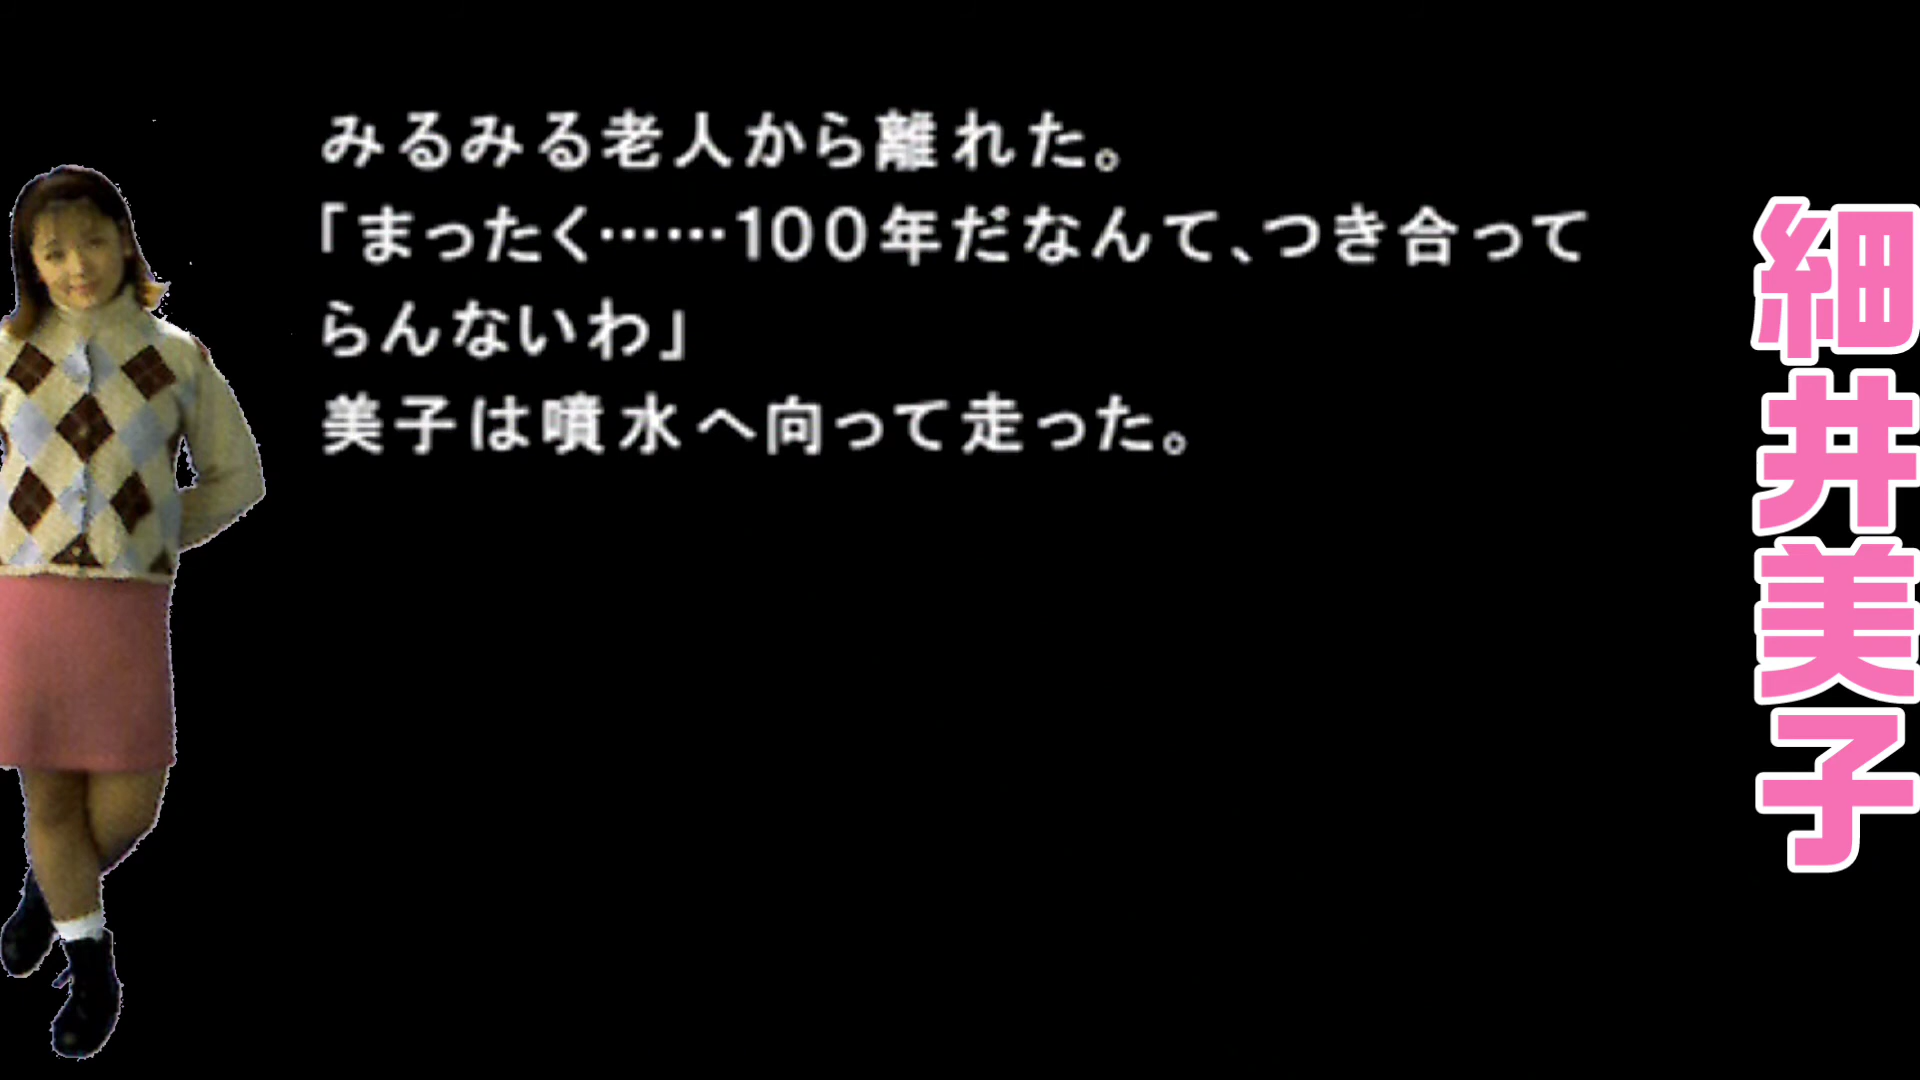 みるみる老人から離れた。
「まったく……100年だなんて、つき合って
らんないわ」
美子は噴水へ向って走った。
細井美子